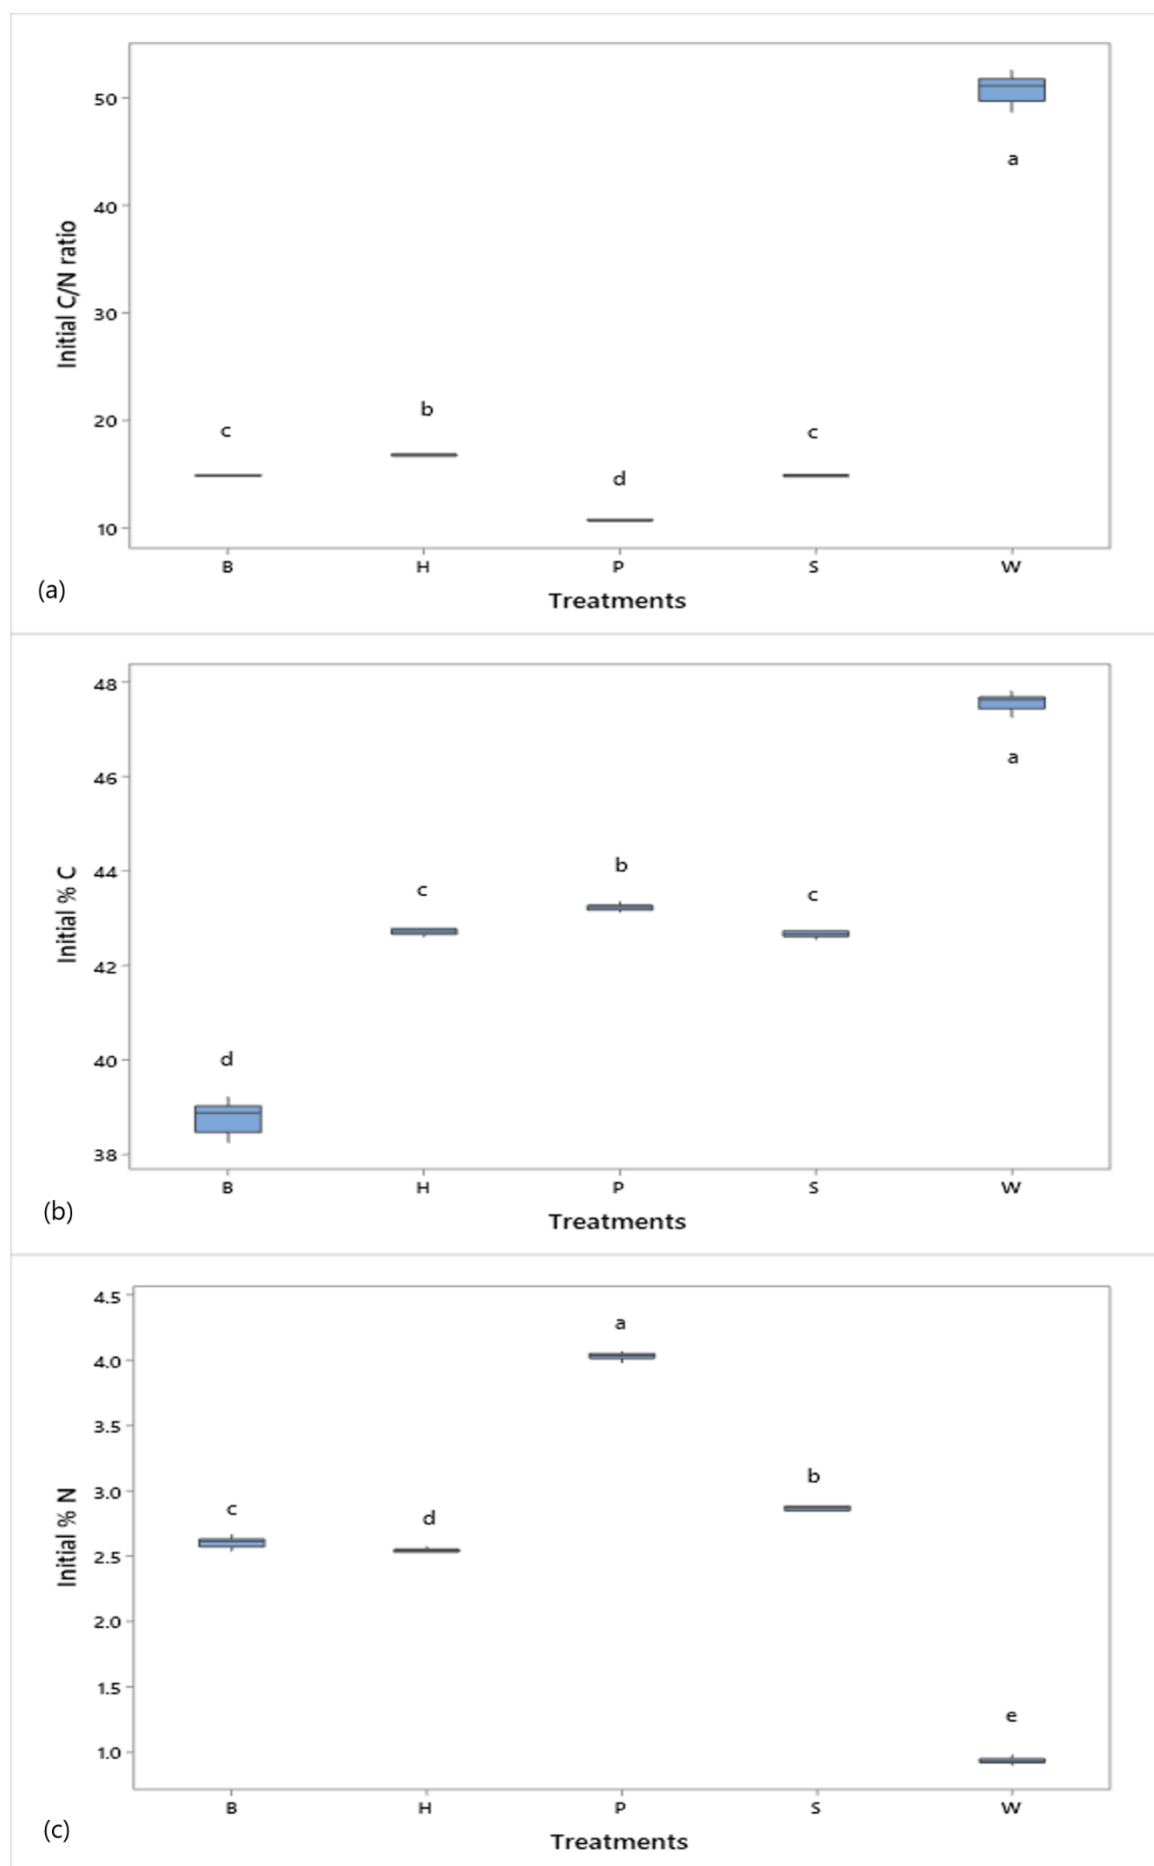 50
a
40
Initial C/N ratio
30
20
c
b
d
c
10
B H P S W
(a)
Treatments
48
46
a
Initial % C
44
c
b
c
42
40
d
38
B H P S W
(b)
Treatments
4.5
a
4.0
3.5
Initial % N
3.0
c
d
b
2.5
2.0
1.5
e
1.0
B H P S W
(c)
Treatments